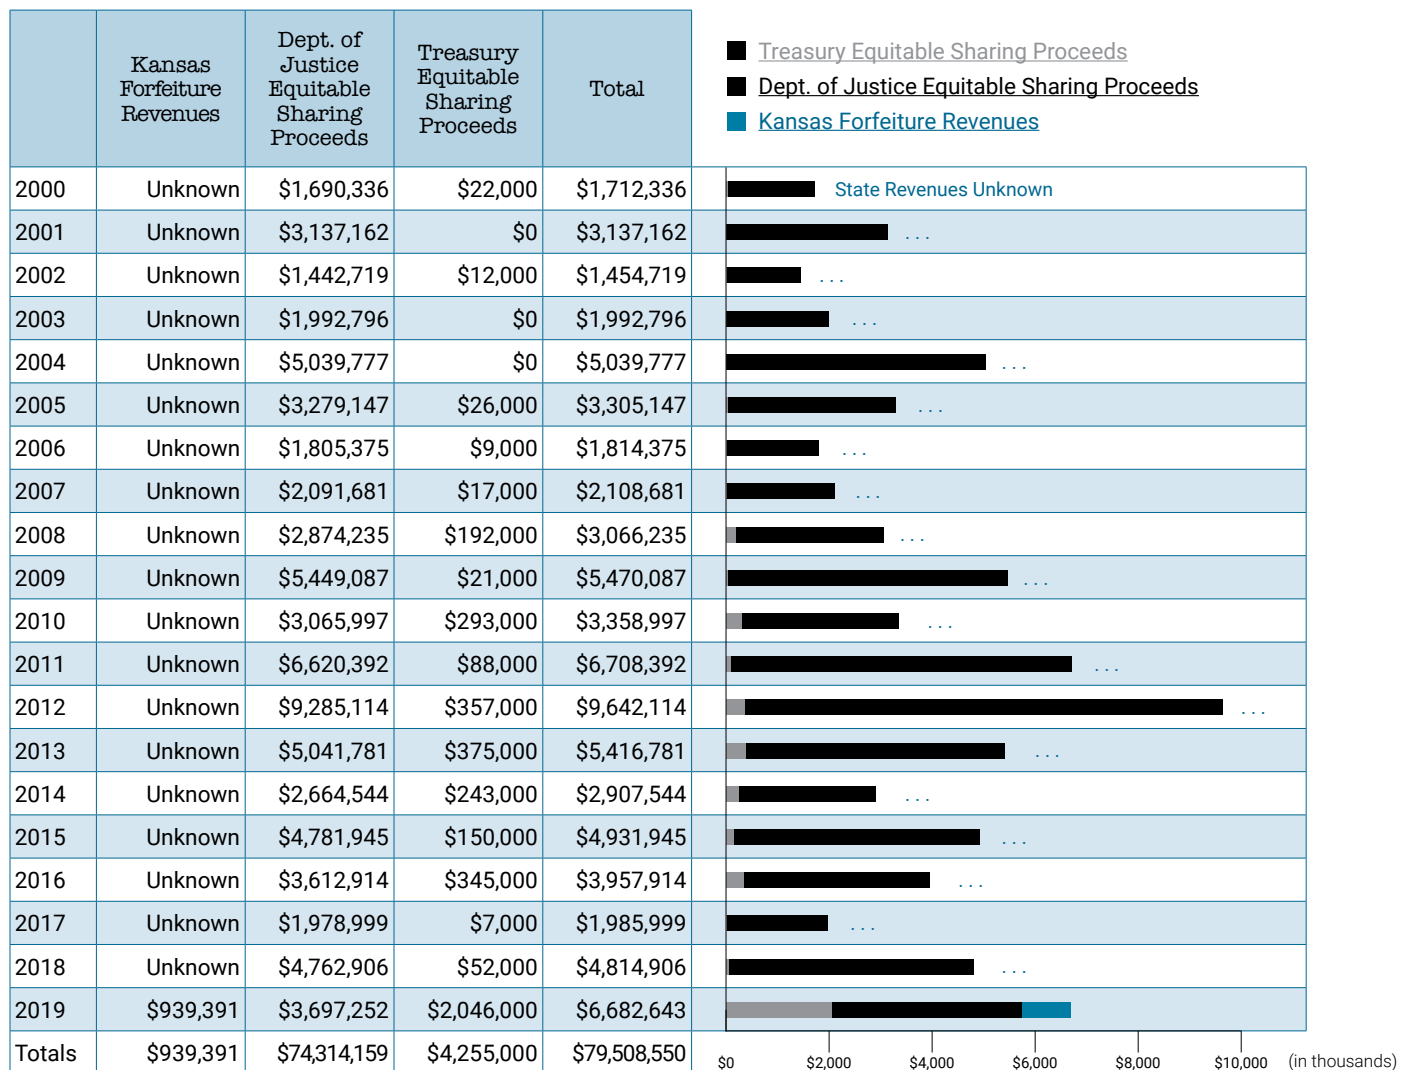 Kansas Forfeiture Revenues
Dept. of Justice Equitable Sharing Proceeds
Treasury Equitable Sharing Proceeds
Total
Treasury Equitable Sharing Proceeds
Dept. of Justice Equitable Sharing Proceeds
Kansas Forfeiture Revenues
2000 Unknown $1,690,336 $22,000 $1,712,336 State Revenues Unknown
2001 Unknown $3,137,162 $0 $3,137,162 . . .
2002 Unknown $1,442,719 $12,000 $1,454,719 . . .
2003 Unknown $1,992,796 $0 $1,992,796 . . .
2004 Unknown $5,039,777 $0 $5,039,777 . . .
2005 Unknown $3,279,147 $26,000 $3,305,147 . . .
2006 Unknown $1,805,375 $9,000 $1,814,375 . . .
2007 Unknown $2,091,681 $17,000 $2,108,681 . . .
2008 Unknown $2,874,235 $192,000 $3,066,235 . . .
2009 Unknown $5,449,087 $21,000 $5,470,087 . . .
2010 Unknown $3,065,997 $293,000 $3,358,997 . . .
2011 Unknown $6,620,392 $88,000 $6,708,392 . . .
2012 Unknown $9,285,114 $357,000 $9,642,114 . . .
2013 Unknown $5,041,781 $375,000 $5,416,781 . . .
2014 Unknown $2,664,544 $243,000 $2,907,544 . . .
2015 Unknown $4,781,945 $150,000 $4,931,945 . . .
2016 Unknown $3,612,914 $345,000 $3,957,914 . . .
2017 Unknown $1,978,999 $7,000 $1,985,999 . . .
2018 Unknown $4,762,906 $52,000 $4,814,906 . . .
2019 $939,391 $3,697,252 $2,046,000 $6,682,643
Totals $939,391 $74,314,159 $4,255,000 $79,508,550
$0 $2,000 $4,000 $6,000 $8,000 $10,000 (in thousands)